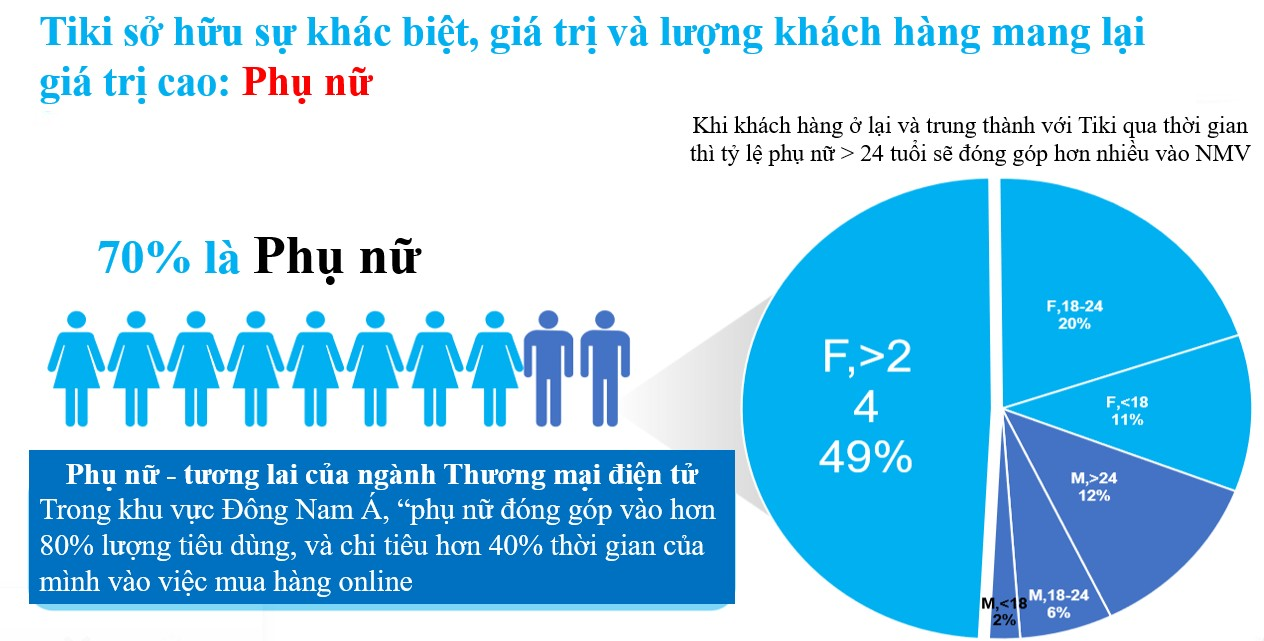 Tiki sở hữu sự khác biệt, giá trị và lượng khách hàng mang lại
giá trị cao: Phụ nữ
Khi khách hàng ở lại và trung thành với Tiki qua thời gian
thì tỷ lệ phụ nữ > 24 tuổi sẽ đóng góp hơn nhiều vào NMV
70% là Phụ nữ
F,>2
4
49%
F,18-24
20%
F,<18
11%
M,>24
12%
M,18-24
6%
M,<18
2%
Phụ nữ - tương lai của ngành Thương mại điện tử
Trong khu vực Đông Nam Á, “phụ nữ đóng góp vào hơn
80% lượng tiêu dùng, và chi tiêu hơn 40% thời gian của
mình vào việc mua hàng online